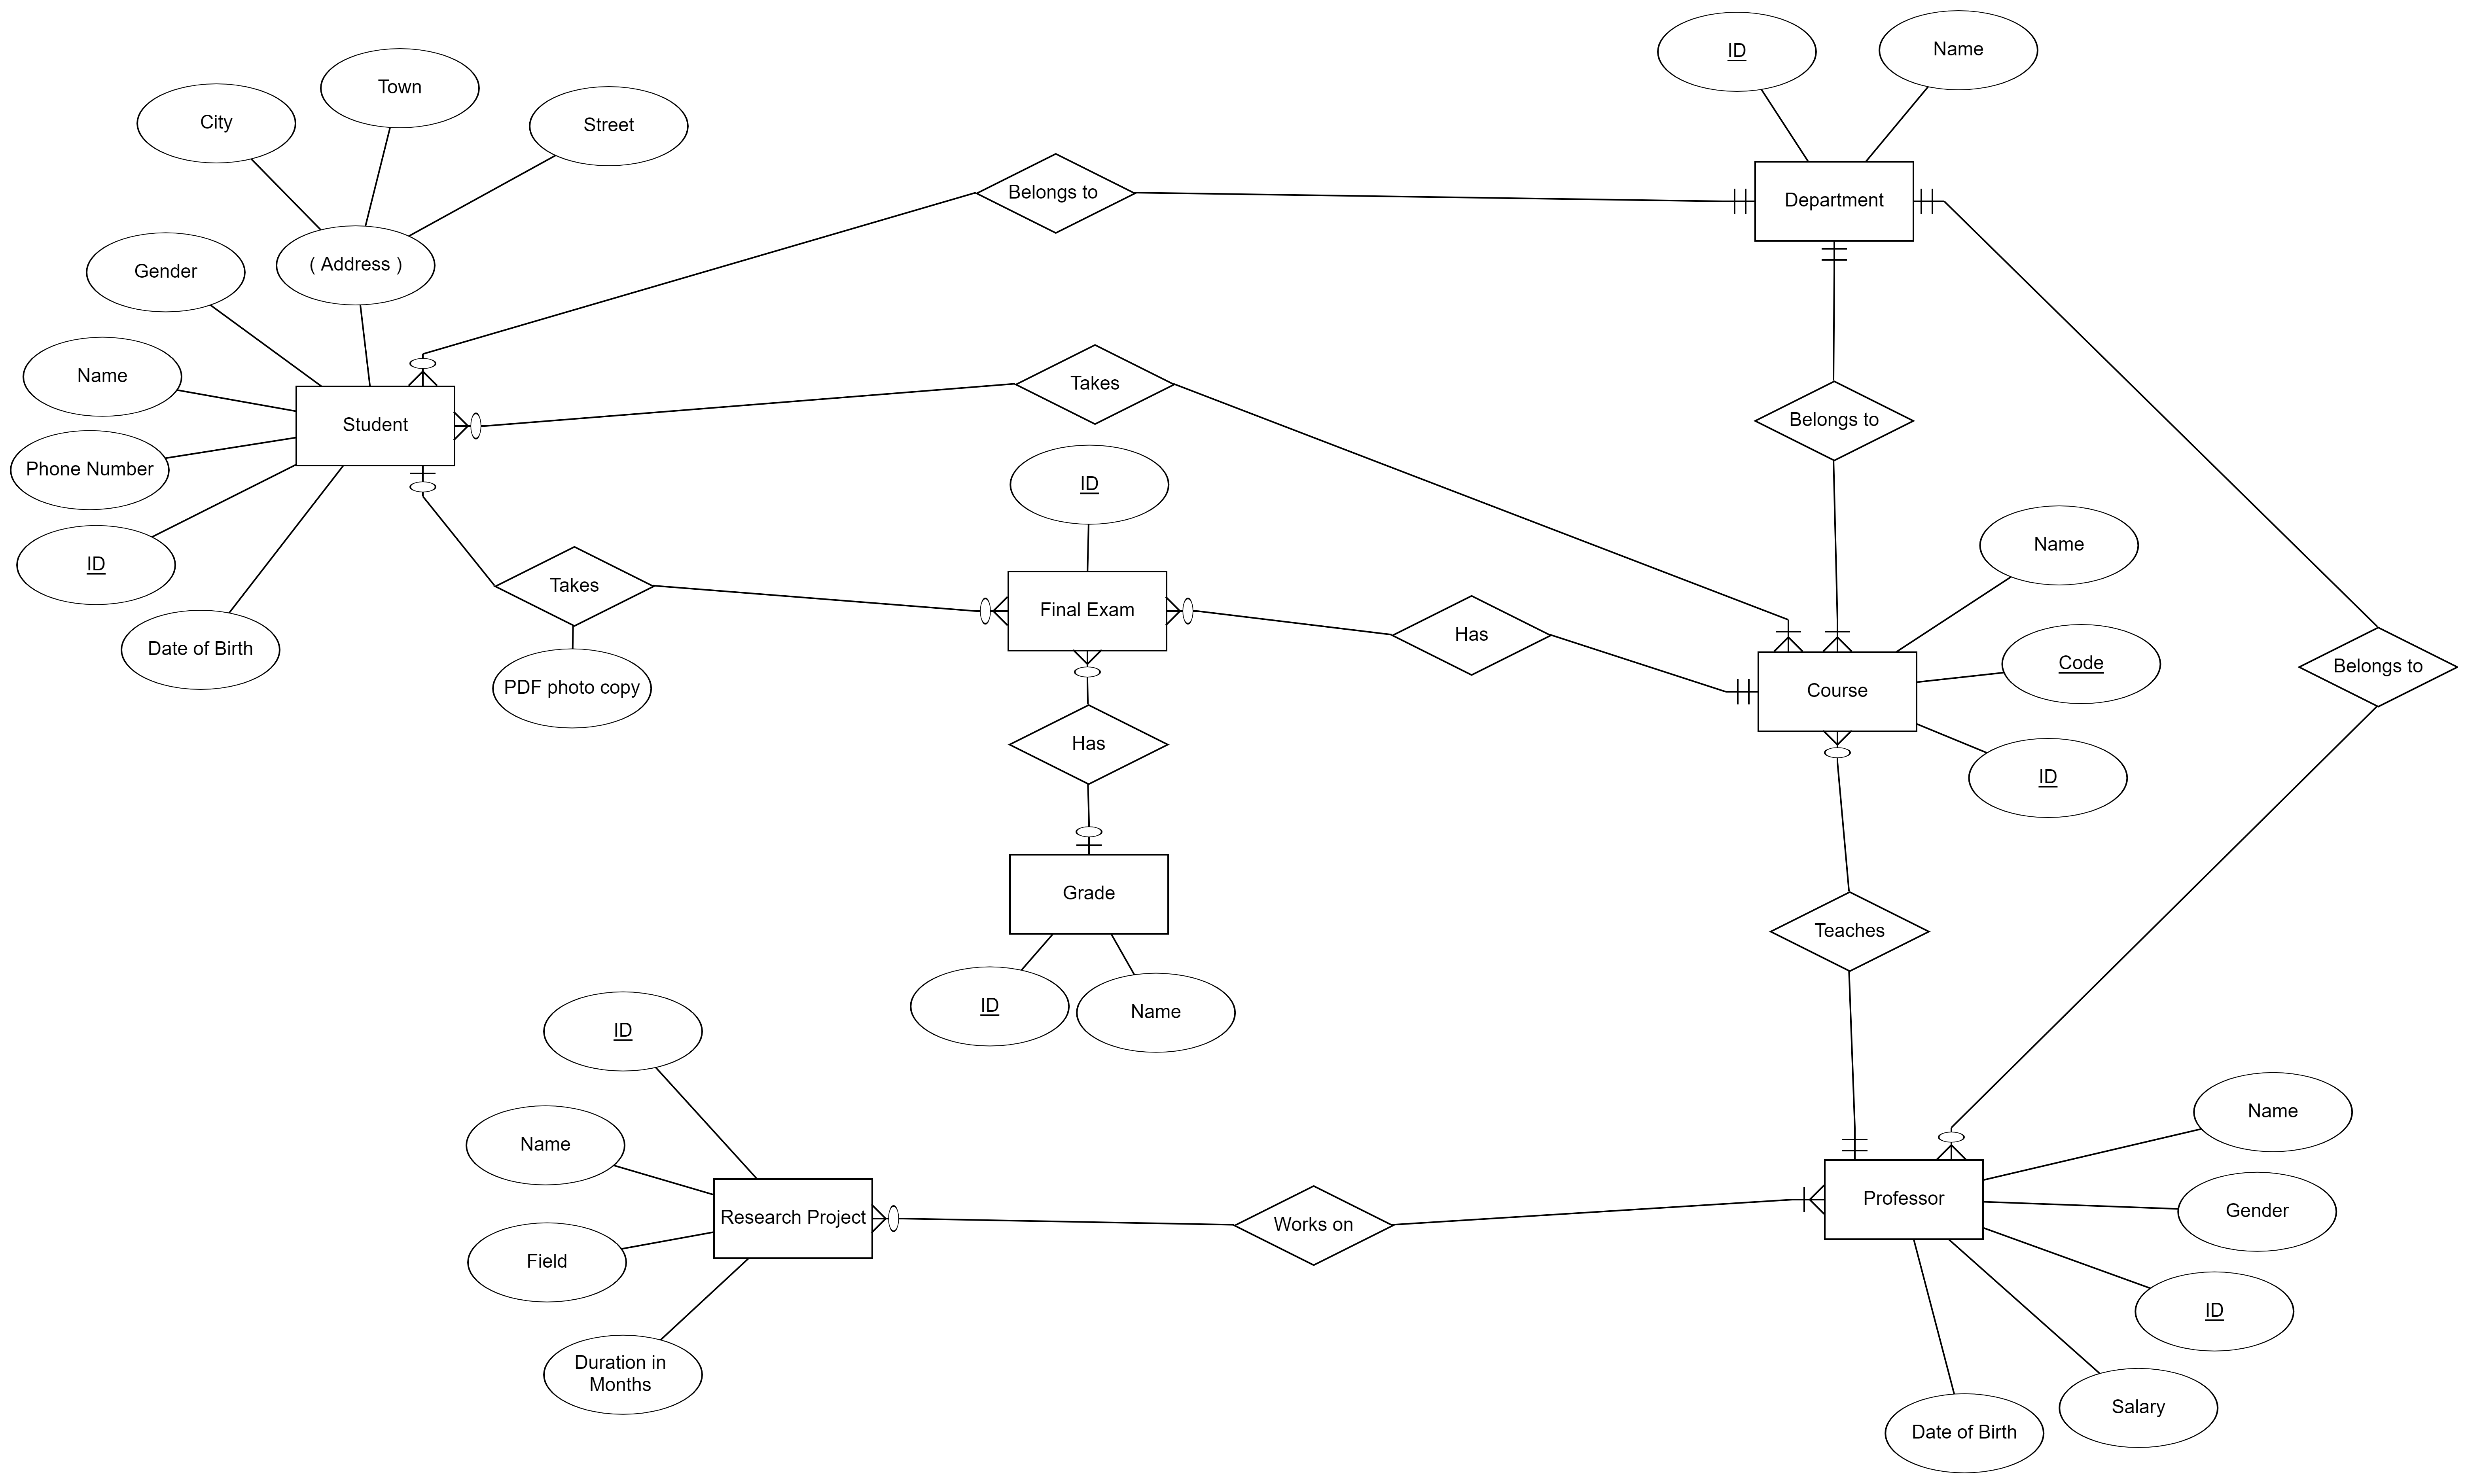 ID
Name
Town
City
Street
Belongs to
Department
( Address )
Gender
Name
Takes
Student
Belongs to
Phone Number
ID
Name
ID
Takes
Final Exam
Has
Date of Birth
Code
Belongs to
PDF photo copy
Course
Has
ID
Grade
Teaches
ID
Name
ID
Name
Name
Research Project
Works on
Professor
Gender
Field
ID
Duration in
Months
Salary
Date of Birth